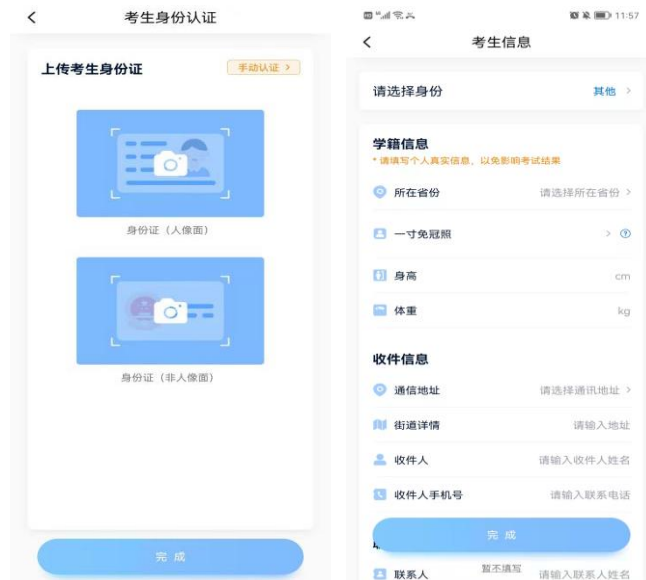 考生身份认证
上传考生身份证
手动认证 >
身份证（人像面）
身份证（非人像面）
完成
11:57
考生信息
请选择身份 其他 >
学籍信息
*请填写个人真实信息，以免影响考试结果
所在省份 请选择所在省份 >
一寸免冠照 >
身高 cm
体重 kg
收件信息
通信地址 请选择通讯地址 >
街道详情 请输入地址
收件人 请输入收件人姓名
收件人手机号 请输入联系电话
完成
暂不填写
联系人 请输入联系人姓名